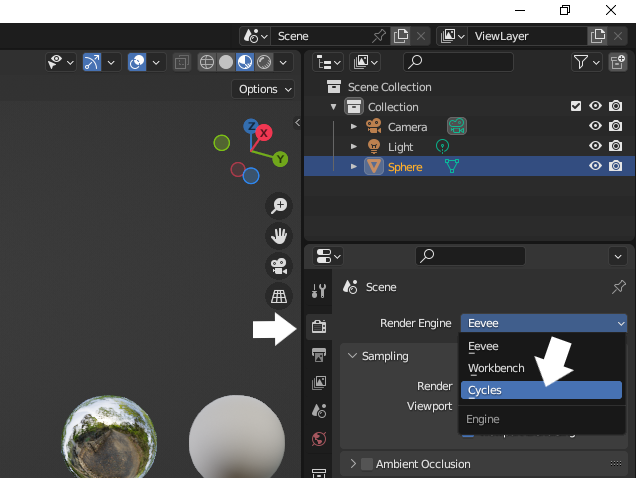 Scene
ViewLayer
Options
Z
X
Y
Scene Collection
Collection
Camera
Light
Sphere
Scene
Render Engine
Eevee
Eevee
Workbench
Cycles
Engine
Sampling
Render
Viewport
Ambient Occlusion